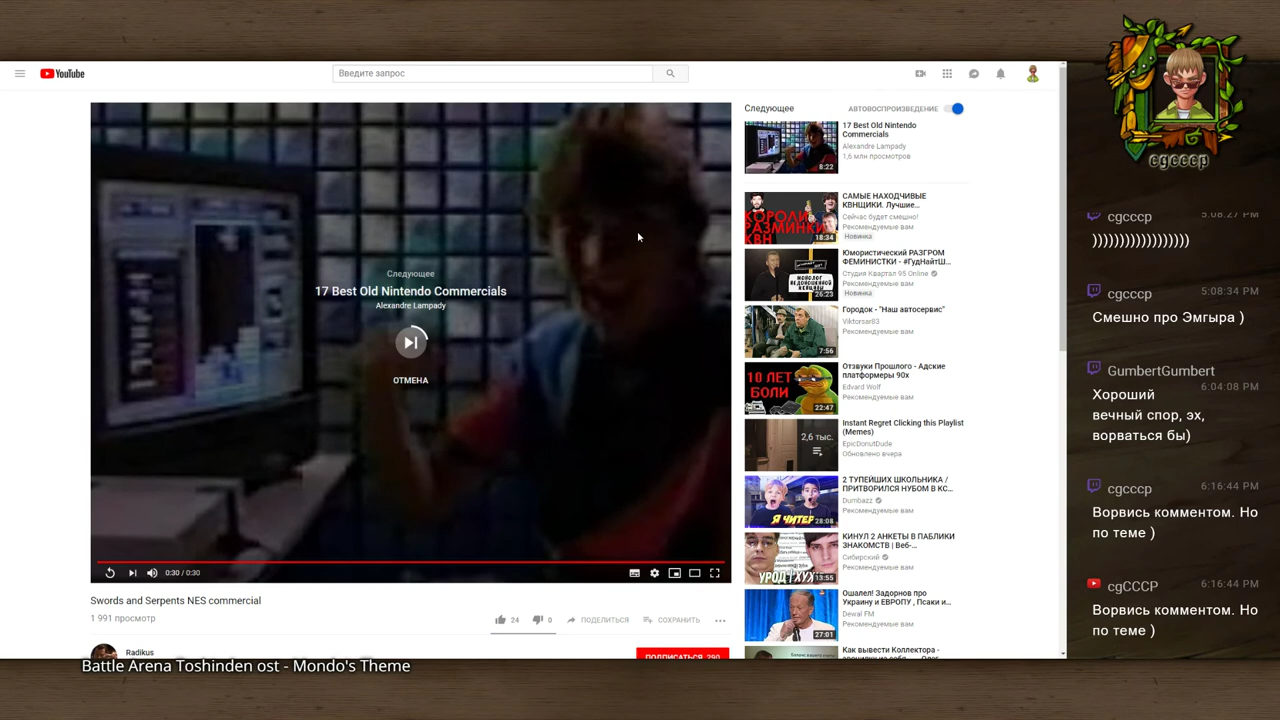 YouTube
Введите запрос
Следующее
17 Best Old Nintendo Commercials
Alexandre Lampady
ОТМЕНА
0:30 / 0:30
Swords and Serpents NES commercial
1 991 просмотр
24
0
ПОДЕЛИТЬСЯ
СОХРАНИТЬ
Radikus
ПОДПИСАТЬСЯ 290
Battle Arena Toshinden ost - Mondo's Theme
Следующее
АВТОВОСПРОИЗВЕДЕНИЕ
17 Best Old Nintendo
Commercials
Alexandre Lampady
1,6 млн просмотров
8:22
КОРОЛИ
РАЗМИНКИ
КВН
18:34
САМЫЕ НАХОДЧИВЫЕ
КВНЩИКИ. Лучшие...
Сейчас будет смешно!
Рекомендуемые вам
Новинка
26:23
Юмористический РАЗГРОМ
ФЕМИНИСТКИ - #ГудНайтШ...
Студия Квартал 95 Online
Рекомендуемые вам
Новинка
7:56
Городок - "Наш автосервис"
Viktorsar83
Рекомендуемые вам
10 ЛЕТ
БОЛИ
22:47
Отзвуки Прошлого - Адские
платформеры 90х
Edvard Wolf
Рекомендуемые вам
2,6 тыс.
Instant Regret Clicking this Playlist
(Memes)
EpicDonutDude
Обновлено вчера
Я ЧИТЕР
28:08
2 ТУПЕЙШИХ ШКОЛЬНИКА /
ПРИТВОРИЛСЯ НУБОМ В КС...
Dumbazz
Рекомендуемые вам
13:55
КИНУЛ 2 АНКЕТЫ В ПАБЛИКИ
ЗНАКОМСТВ | Веб-...
Сибирский
Рекомендуемые вам
27:01
Ошалел! Задорнов про
Украину и ЕВРОПУ , Псаки и...
Dewal FM
Рекомендуемые вам
Как вывести Коллектора -
cgcccp
cgcccp
5:08:27 PM
)))))))))))))))))
cgcccp
5:08:34 PM
Смешно про Эмгыра )
GumbertGumbert
6:04:08 PM
Хороший
вечный спор, эх,
ворваться бы)
cgcccp
6:16:44 PM
Ворвись комментом. Но
по теме )
cgCCCP
6:16:44 PM
Ворвись комментом. Но
по теме )